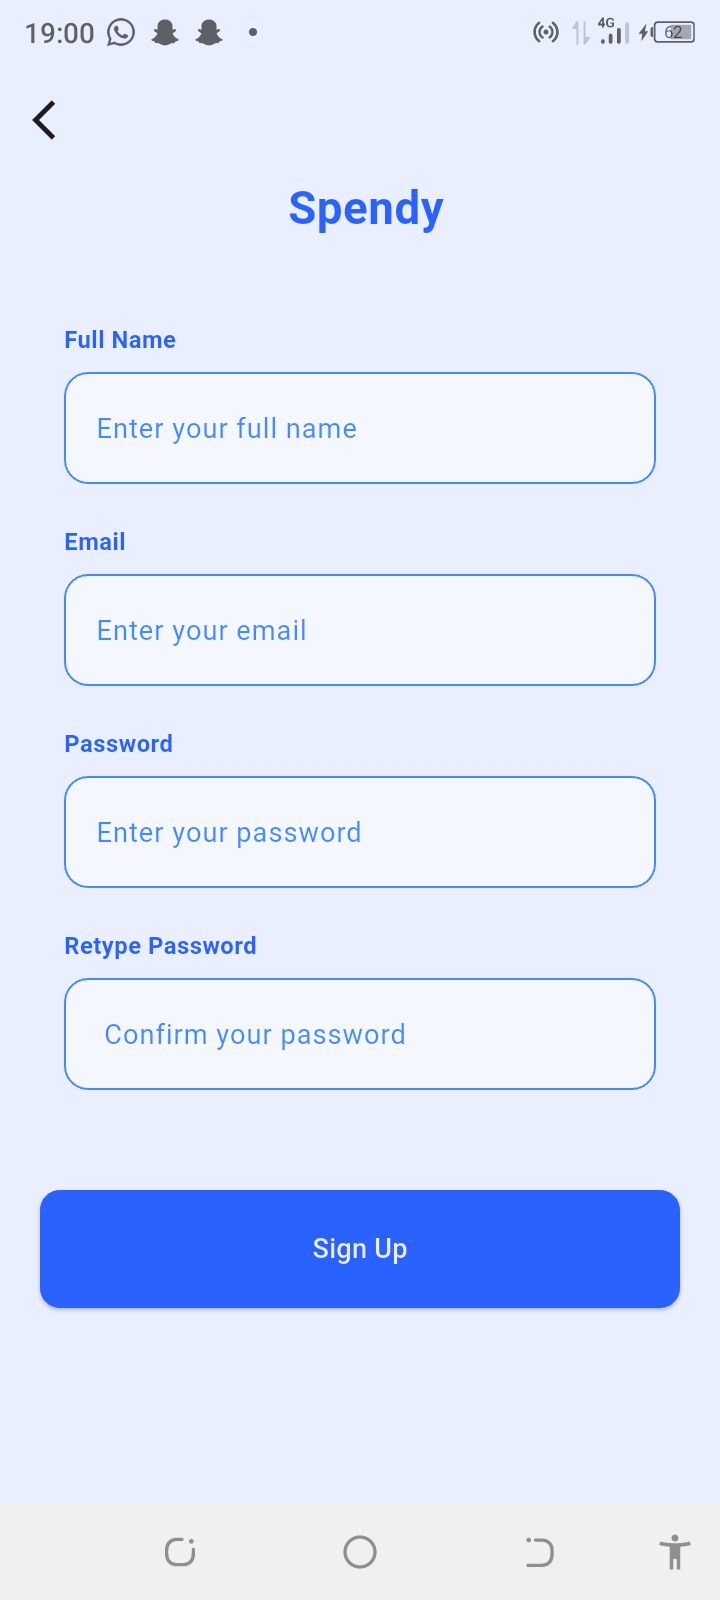 19:00
4G
62
Spendy
Full Name
Enter your full name
Email
Enter your email
Password
Enter your password
Retype Password
Confirm your password
Sign Up